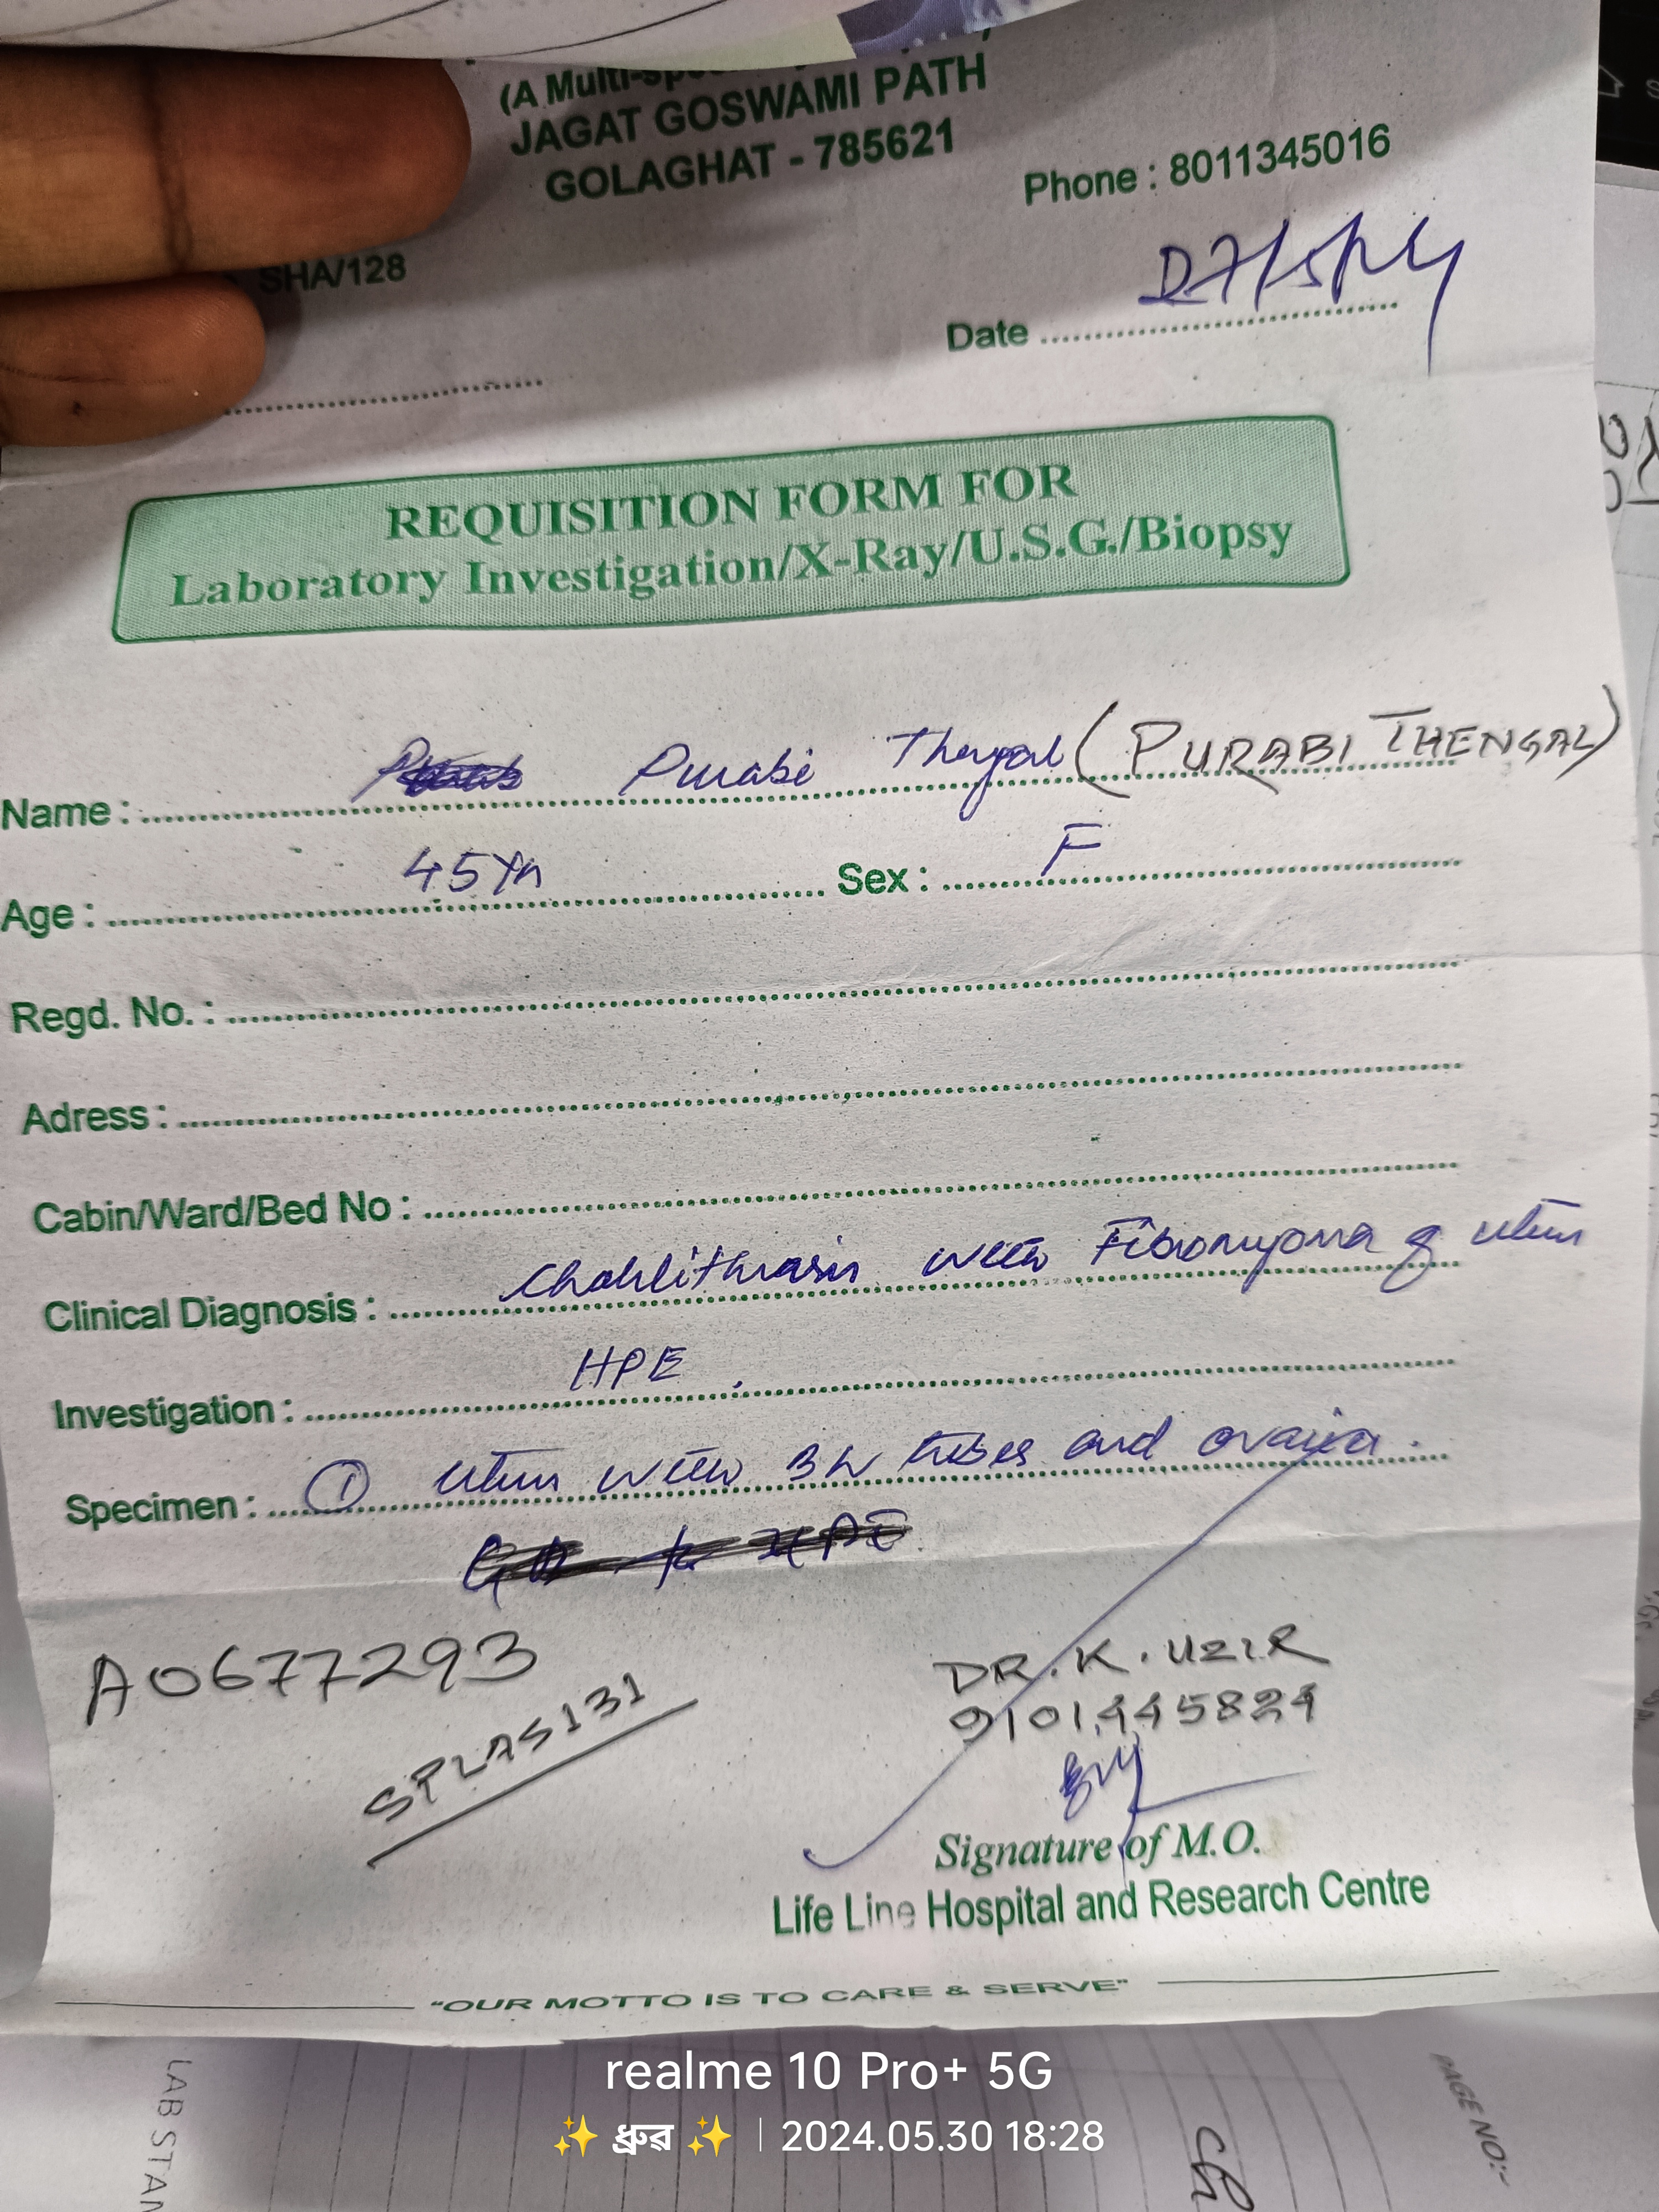 (A Multi-
JAGAT GOSWAMI PATH
GOLAGHAT - 785621
Phone : 8011345016
SHA/128
Date
REQUISITION FORM FOR
Laboratory Investigation/X-Ray/U.S.G./Biopsy
Name : Purabi Thengal (PURABI THENGAL)
Age : 45 Yrs Sex : F
Regd. No. :
Adress :
Cabin/Ward/Bed No :
Clinical Diagnosis : Cholelithiasis with Fibromyoma of uterus
Investigation : HPE
Specimen : ① uterus with B/L tubes and ovaries.
A0677293
SPLAS131
DR. K. UZIR
9101445824
Signature of M.O.
Life Line Hospital and Research Centre
"OUR MOTTO IS TO CARE & SERVE"
realme 10 Pro+ 5G
✨ ধ্রুৱ ✨ | 2024.05.30 18:28
LAB STAN
PAGE NO:-